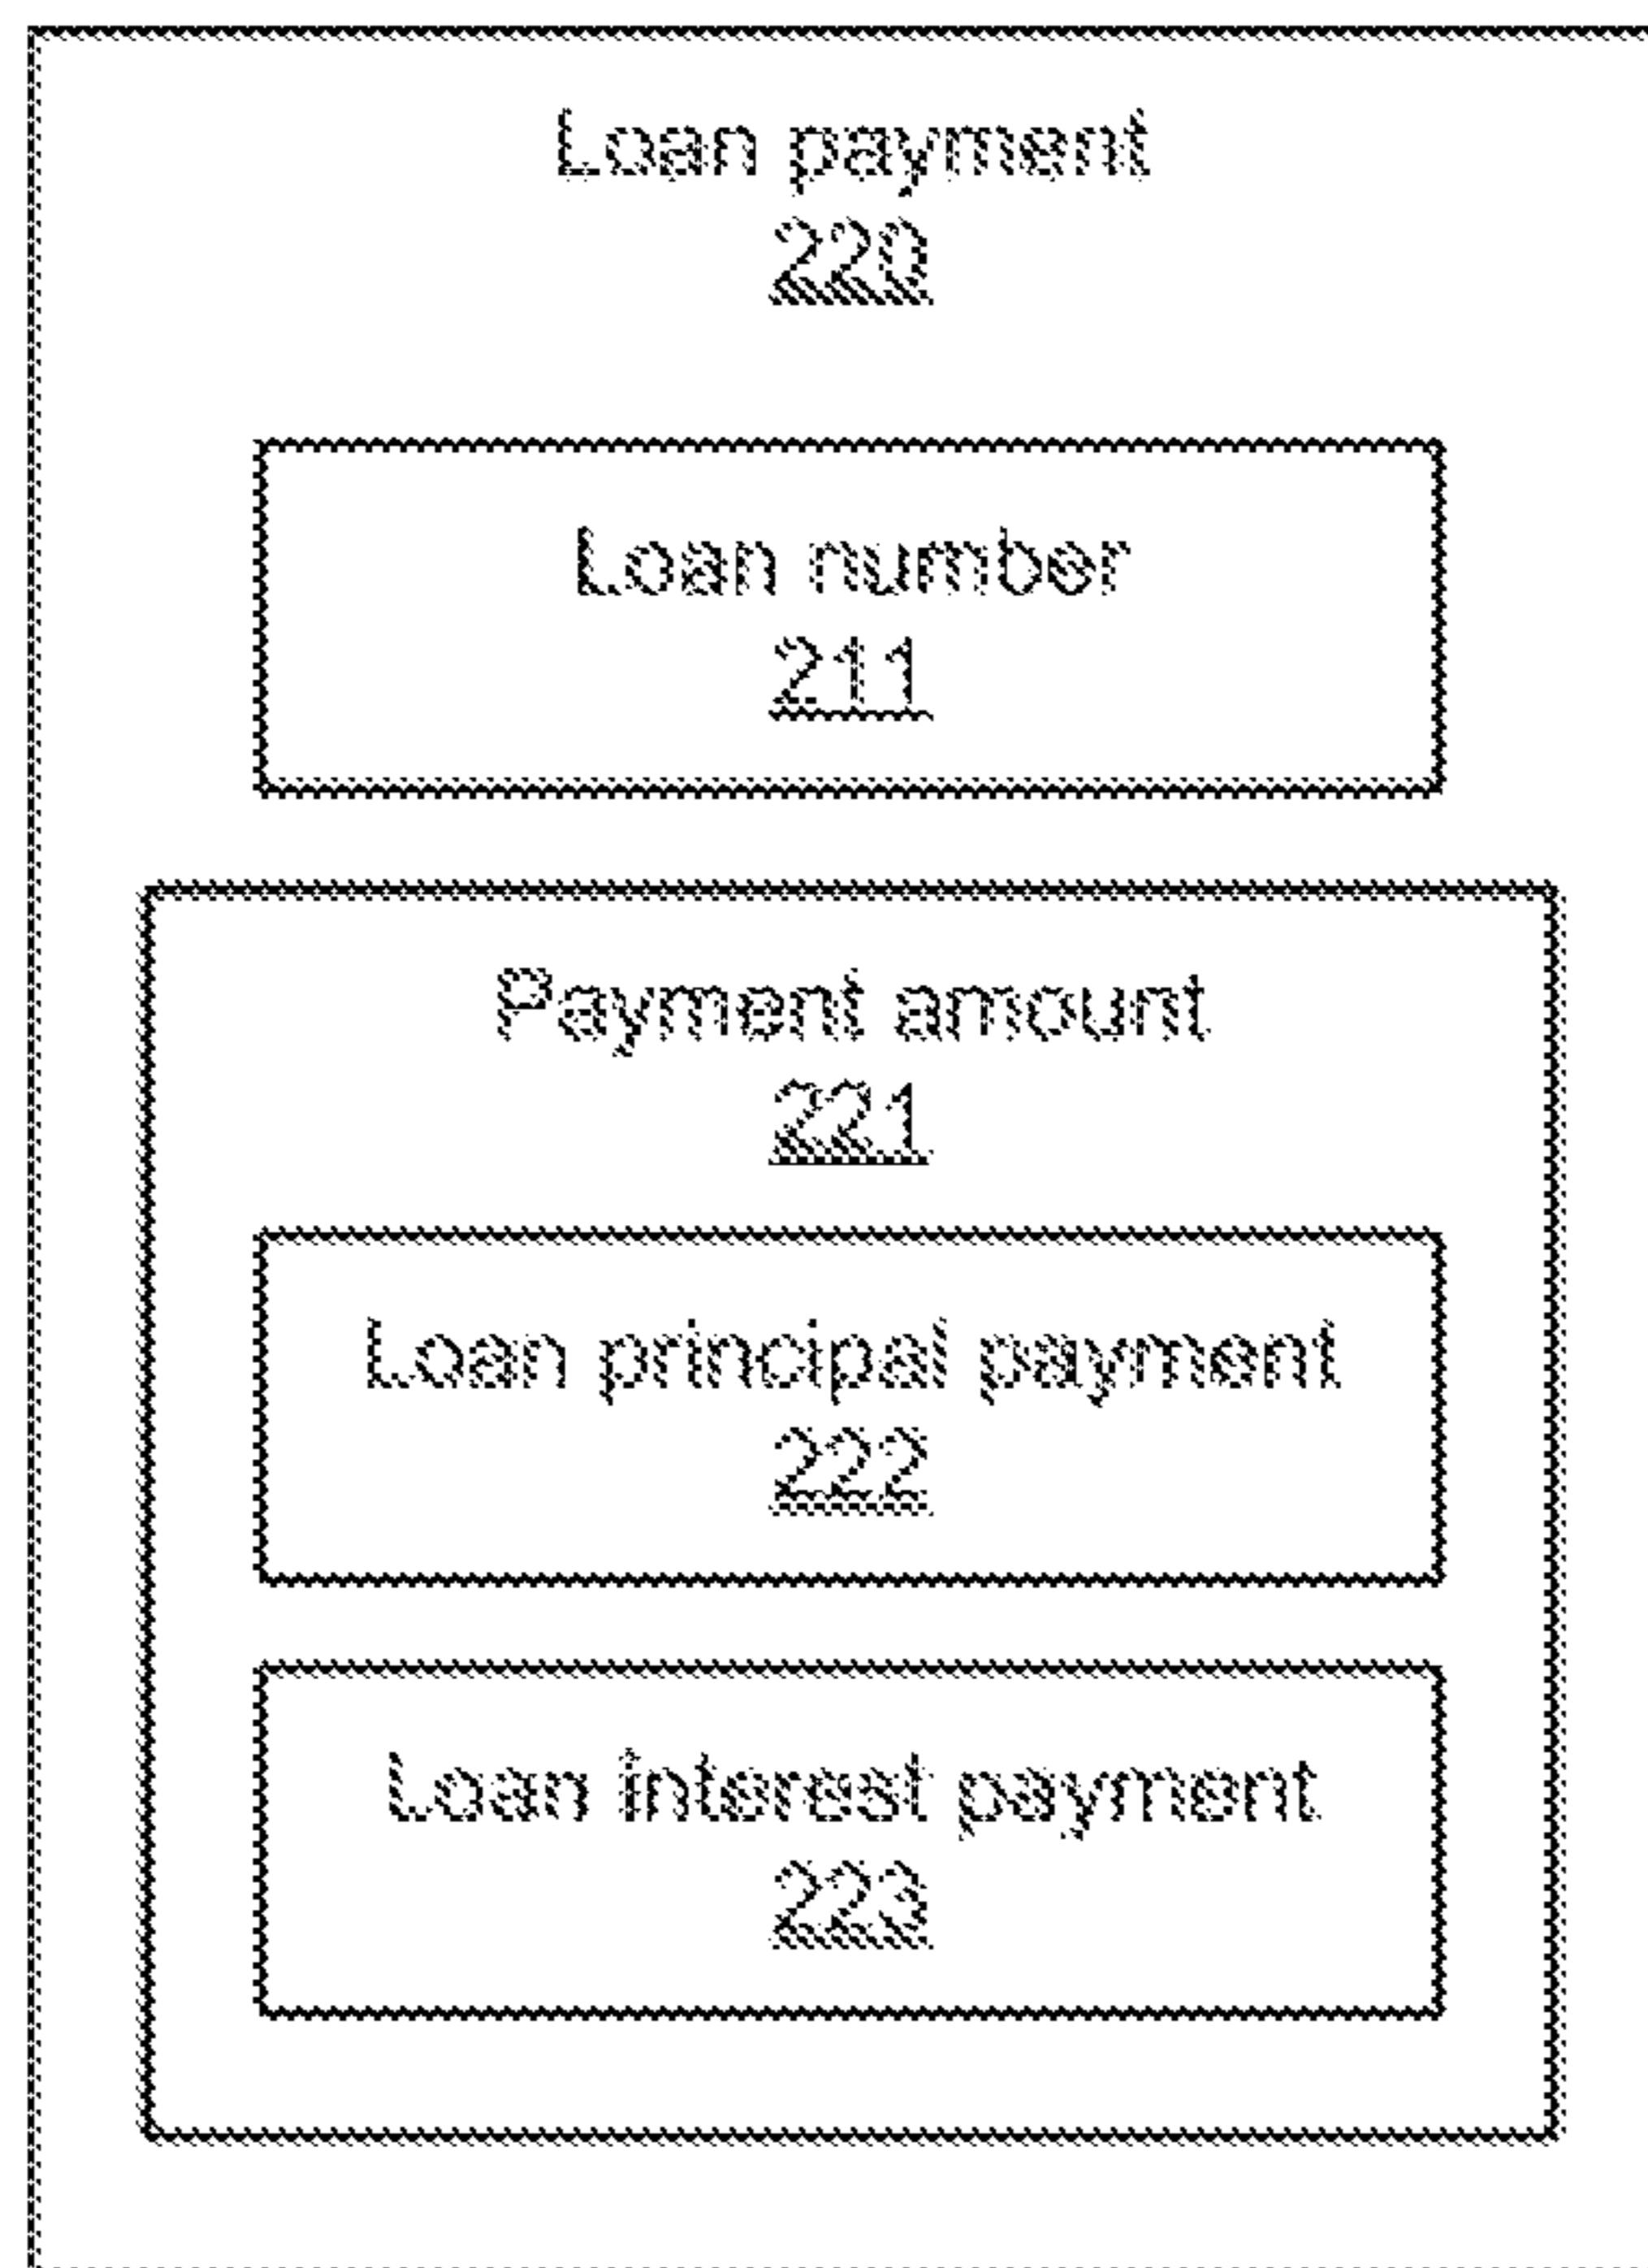 Loan payment
220
Loan number
211
Payment amount
221
Loan principal payment
222
Loan interest payment
223